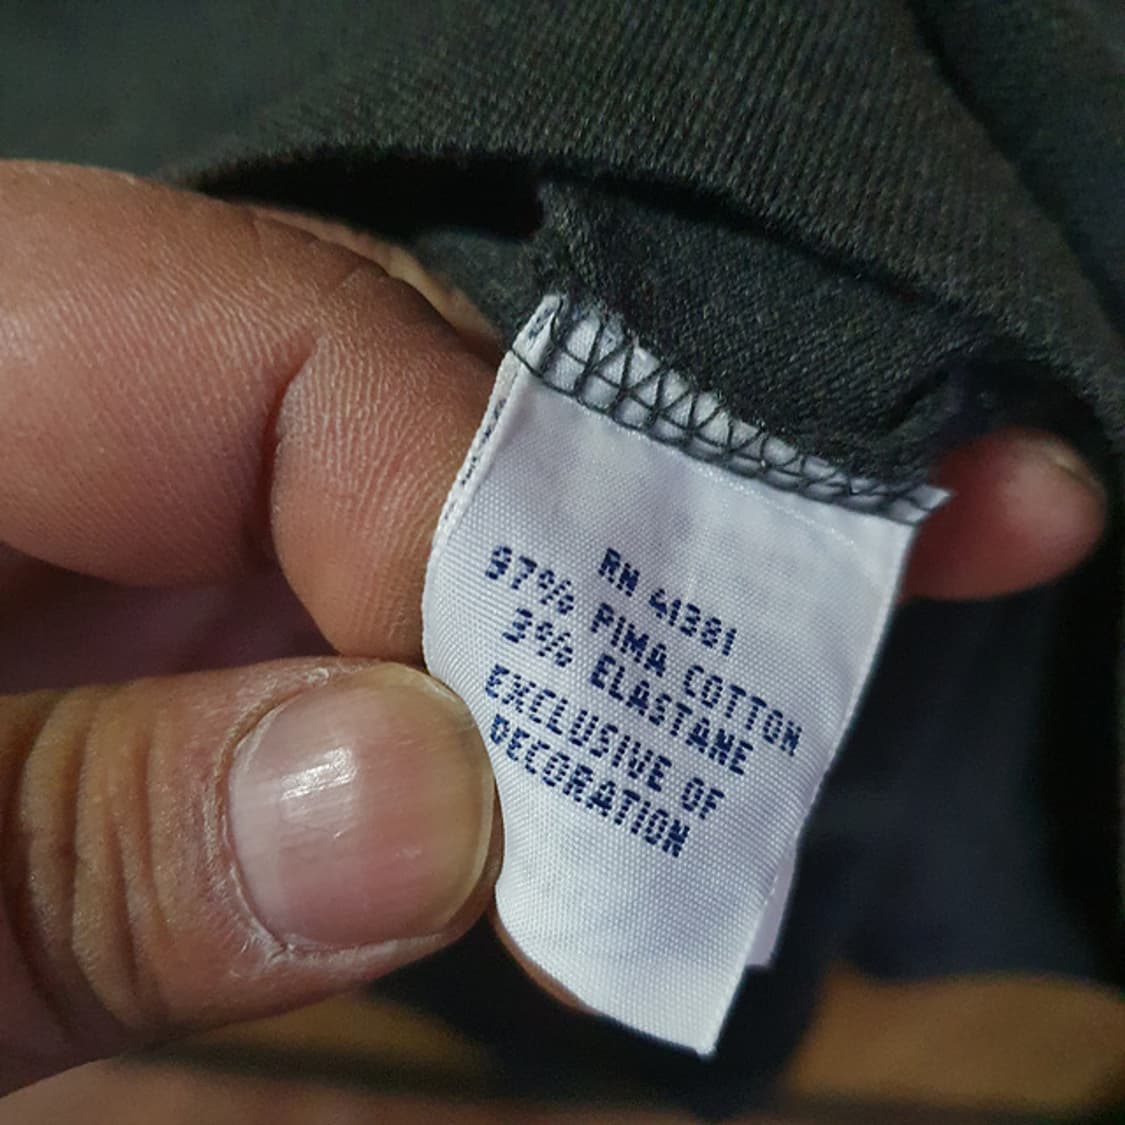 RN 41381
97% PIMA COTTON
3% ELASTANE
EXCLUSIVE OF
DECORATION